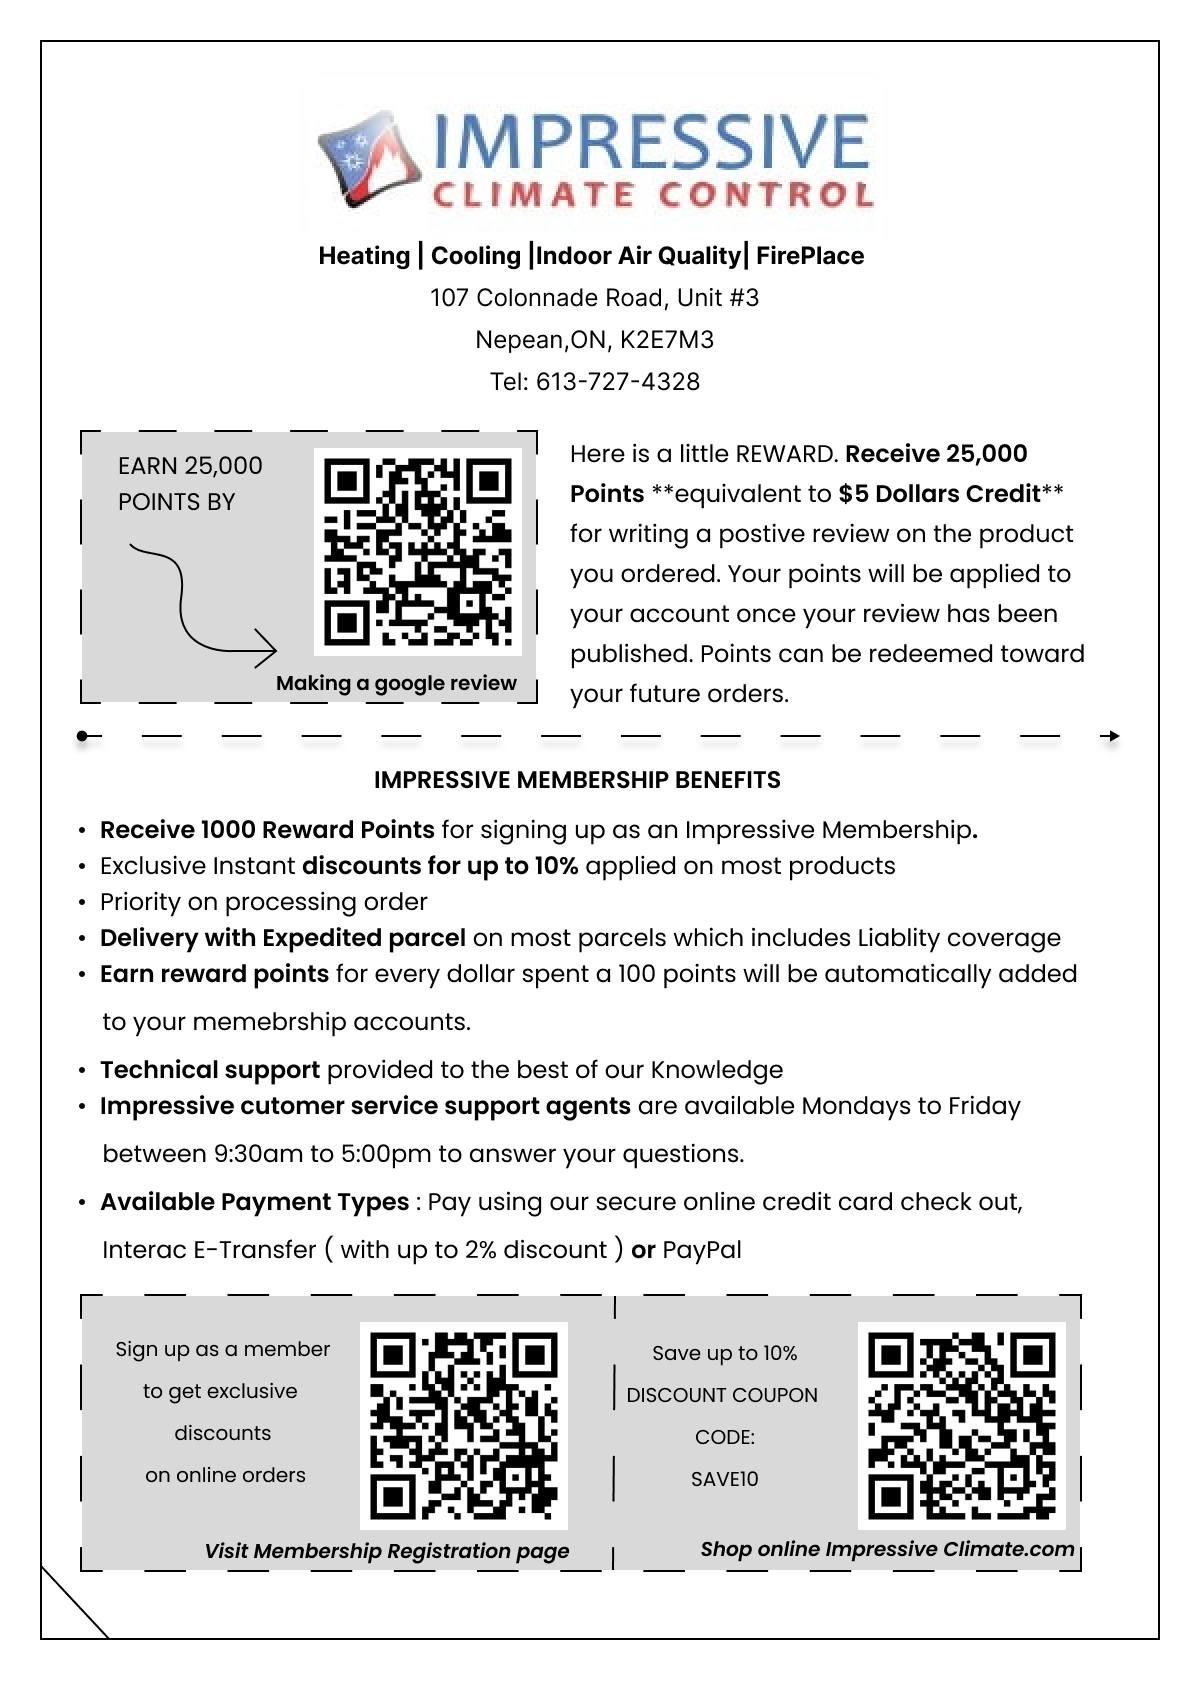 IMPRESSIVE
CLIMATE CONTROL
Heating | Cooling |Indoor Air Quality| FirePlace
107 Colonnade Road, Unit #3
Nepean,ON, K2E7M3
Tel: 613-727-4328
EARN 25,000
POINTS BY
Making a google review
Here is a little REWARD. Receive 25,000
Points **equivalent to $5 Dollars Credit**
for writing a postive review on the product
you ordered. Your points will be applied to
your account once your review has been
published. Points can be redeemed toward
your future orders.
IMPRESSIVE MEMBERSHIP BENEFITS
• Receive 1000 Reward Points for signing up as an Impressive Membership.
• Exclusive Instant discounts for up to 10% applied on most products
• Priority on processing order
• Delivery with Expedited parcel on most parcels which includes Liablity coverage
• Earn reward points for every dollar spent a 100 points will be automatically added
to your memebrship accounts.
• Technical support provided to the best of our Knowledge
• Impressive cutomer service support agents are available Mondays to Friday
between 9:30am to 5:00pm to answer your questions.
• Available Payment Types : Pay using our secure online credit card check out,
Interac E-Transfer ( with up to 2% discount ) or PayPal
Sign up as a member
to get exclusive
discounts
on online orders
Visit Membership Registration page
Save up to 10%
DISCOUNT COUPON
CODE:
SAVE10
Shop online Impressive Climate.com